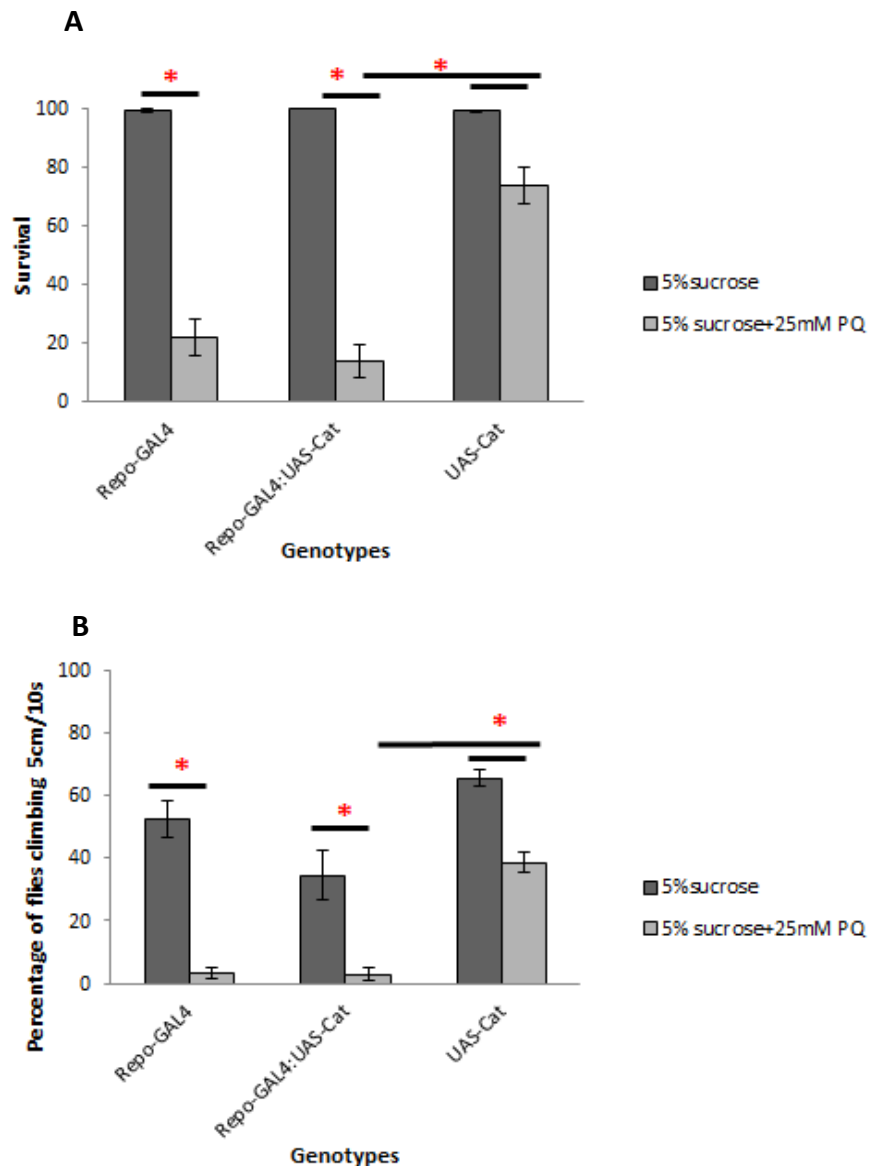 A
*
*
*
Survival
100
80
60
40
20
0
Repo-GAL4
Repo-GAL4:UAS-Cat
UAS-Cat
Genotypes
5%sucrose
5% sucrose+25mM PQ
B
*
*
*
Percentage of flies climbing 5cm/10s
100
80
60
40
20
0
Repo-GAL4
Repo-GAL4:UAS-Cat
UAS-Cat
Genotypes
5%sucrose
5% sucrose+25mM PQ